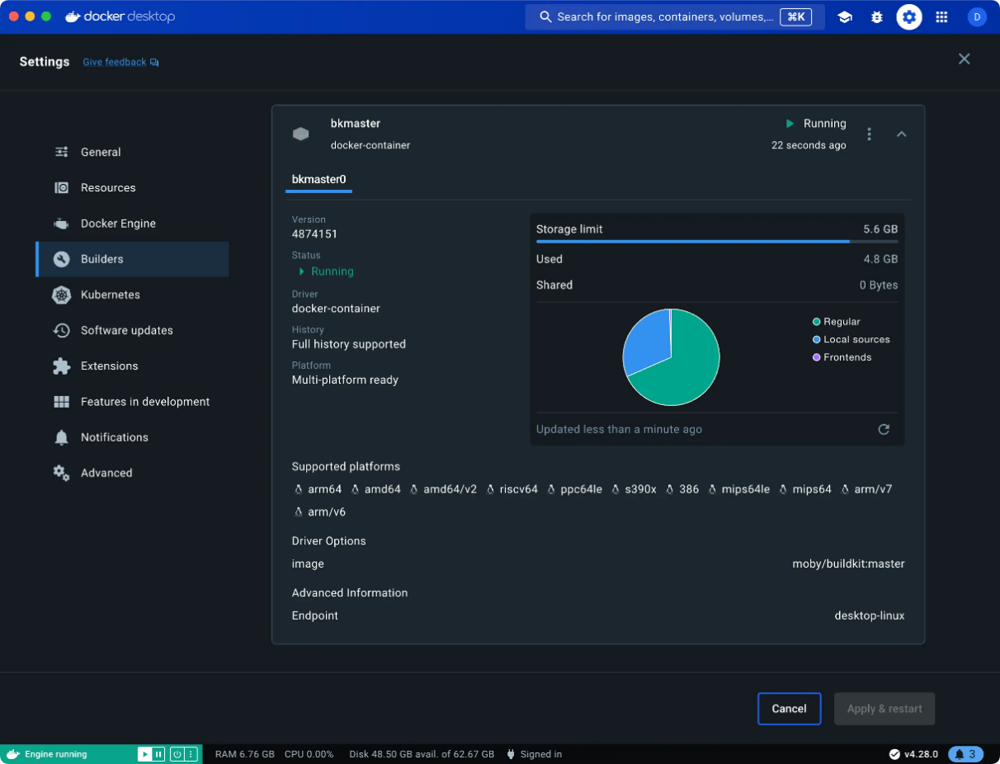 docker desktop
Search for images, containers, volumes,... ⌘K
D
Settings Give feedback
General
Resources
Docker Engine
Builders
Kubernetes
Software updates
Extensions
Features in development
Notifications
Advanced
bkmaster
docker-container
Running
22 seconds ago
bkmaster0
Version
4874151
Status
Running
Driver
docker-container
History
Full history supported
Platform
Multi-platform ready
Storage limit 5.6 GB
Used 4.8 GB
Shared 0 Bytes
Regular
Local sources
Frontends
Updated less than a minute ago
Supported platforms
arm64 amd64 amd64/v2 riscv64 ppc64le s390x 386 mips64le mips64 arm/v7
arm/v6
Driver Options
image moby/buildkit:master
Advanced Information
Endpoint desktop-linux
Cancel Apply & restart
Engine running RAM 6.76 GB CPU 0.00% Disk 48.50 GB avail. of 62.67 GB Signed in v4.28.0 3